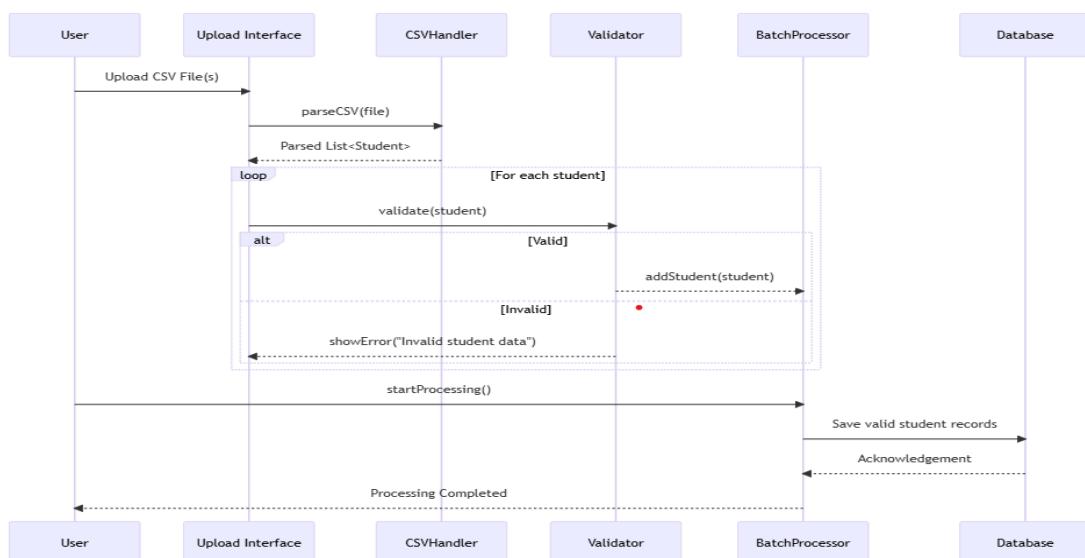 User
Upload Interface
CSVHandler
Validator
BatchProcessor
Database
Upload CSV File(s)
parseCSV(file)
Parsed List<Student>
loop
[For each student]
validate(student)
alt
[Valid]
addStudent(student)
[Invalid]
showError("Invalid student data")
startProcessing()
Save valid student records
Acknowledgement
Processing Completed
User
Upload Interface
CSVHandler
Validator
BatchProcessor
Database